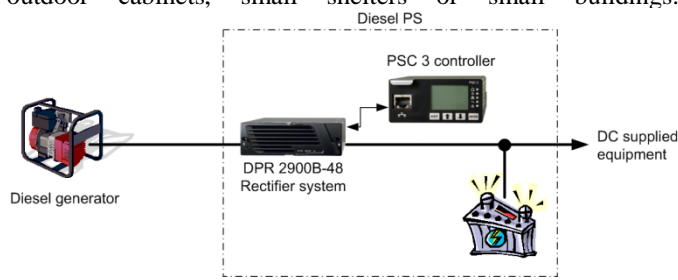 outdoor cabinets, small shelters or small buildings.
Diesel PS
PSC 3 controller
DC supplied
equipment
DPR 2900B-48
Rectifier system
Diesel generator